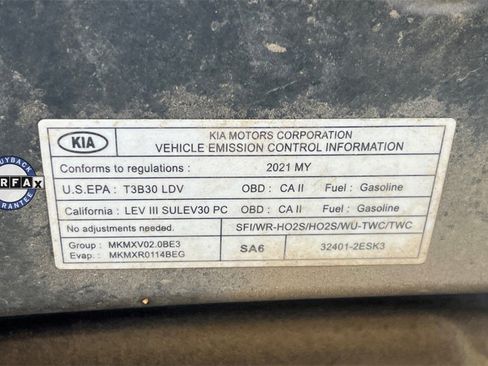 KIA
KIA MOTORS CORPORATION
VEHICLE EMISSION CONTROL INFORMATION
Conforms to regulations : 2021 MY
U.S.EPA : T3B30 LDV OBD : CA II Fuel : Gasoline
California : LEV III SULEV30 PC OBD : CA II Fuel : Gasoline
No adjustments needed. SFI/WR-HO2S/HO2S/WU-TWC/TWC
Group : MKMXV02.0BE3
Evap. : MKMXR0114BEG
SA6
32401-2ESK3